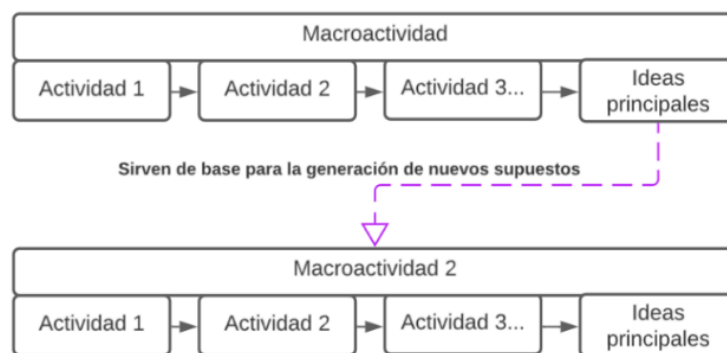 Macroactividad
Actividad 1
Actividad 2
Actividad 3...
Ideas
principales
Sirven de base para la generación de nuevos supuestos
Macroactividad 2
Actividad 1
Actividad 2
Actividad 3...
Ideas
principales